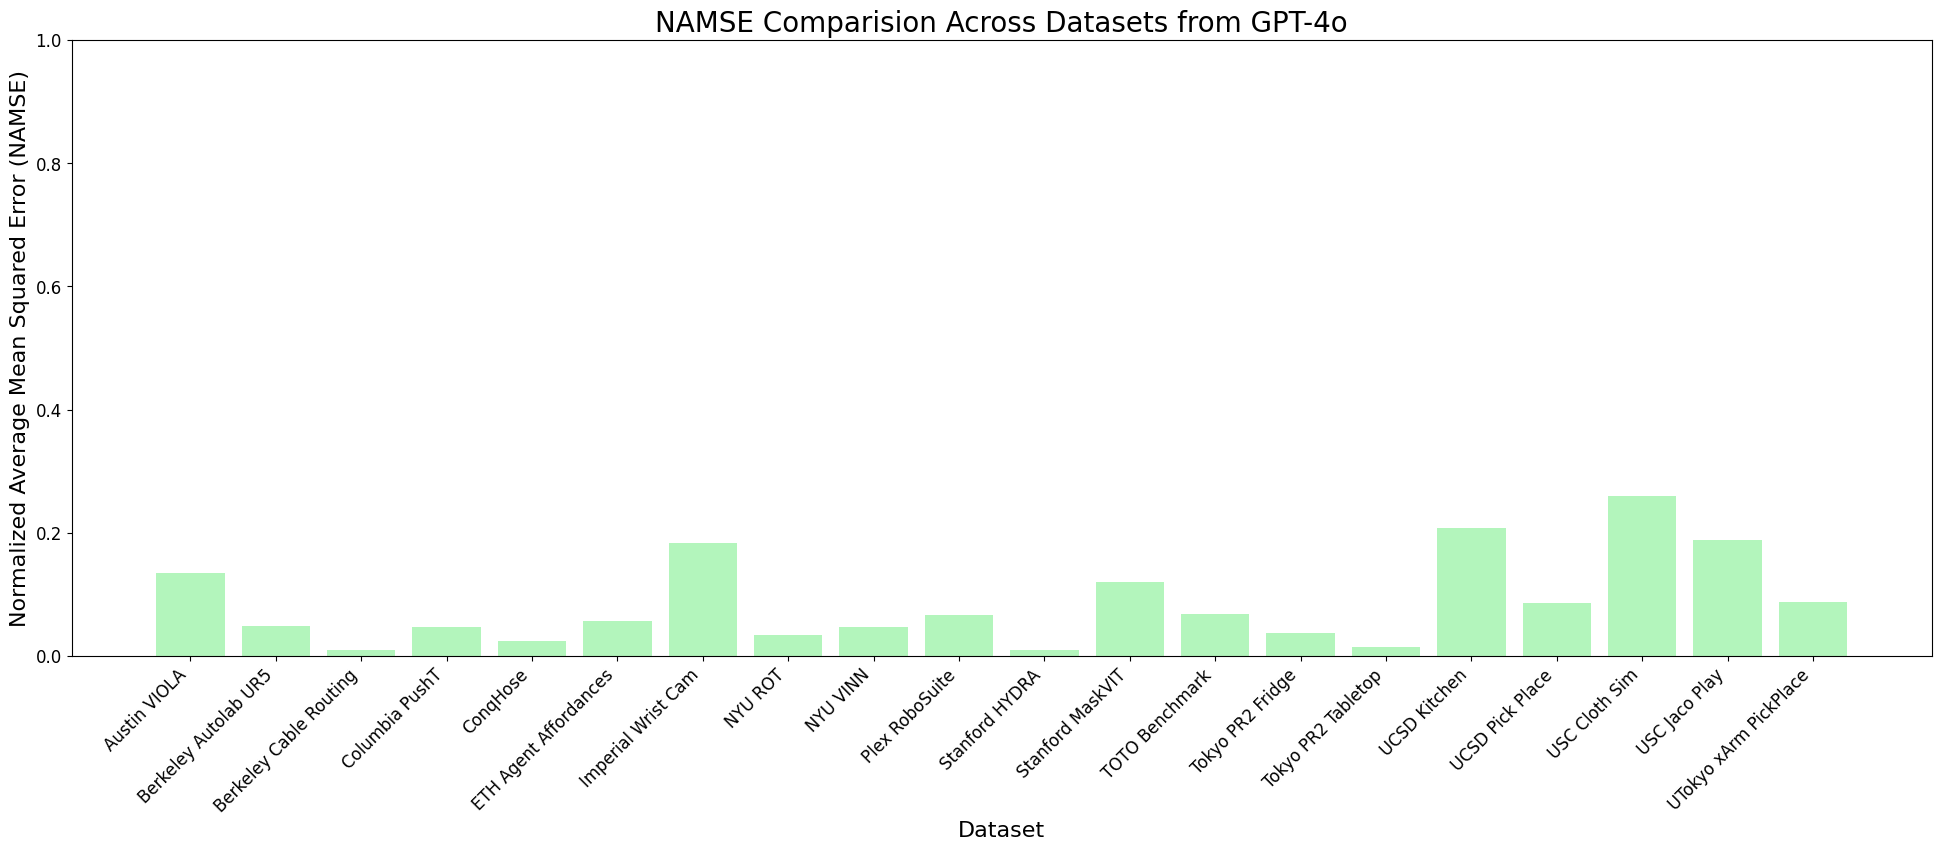 NAMSE Comparision Across Datasets from GPT-4o
Normalized Average Mean Squared Error (NAMSE)
1.0
0.8
0.6
0.4
0.2
0.0
Austin VIOLA
Berkeley Autolab UR5
Berkeley Cable Routing
Columbia PushT
ConqHose
ETH Agent Affordances
Imperial Wrist Cam
NYU ROT
NYU VINN
Plex RoboSuite
Stanford HYDRA
Stanford MaskVIT
TOTO Benchmark
Tokyo PR2 Fridge
Tokyo PR2 Tabletop
UCSD Kitchen
UCSD Pick Place
USC Cloth Sim
USC Jaco Play
UTokyo xArm PickPlace
Dataset